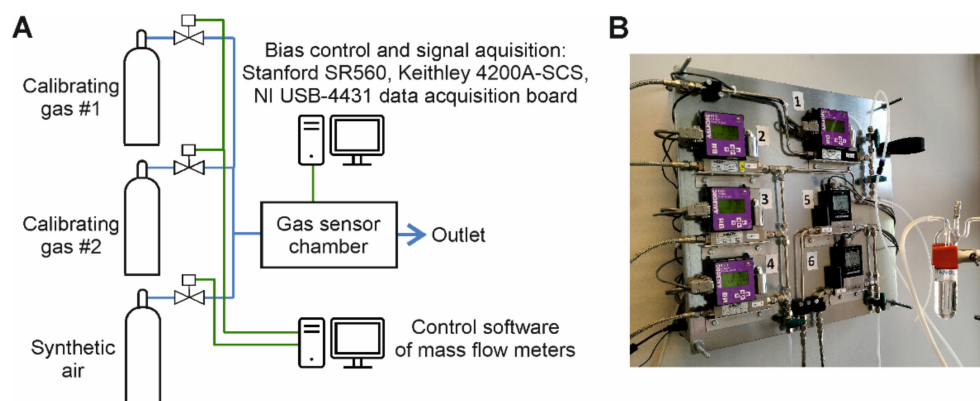 A
Calibrating
gas #1
Bias control and signal aquisition:
Stanford SR560, Keithley 4200A-SCS,
NI USB-4431 data acquisition board
Calibrating
gas #2
Gas sensor
chamber
Outlet
Synthetic
air
Control software
of mass flow meters
B
1
2
3
4
5
6